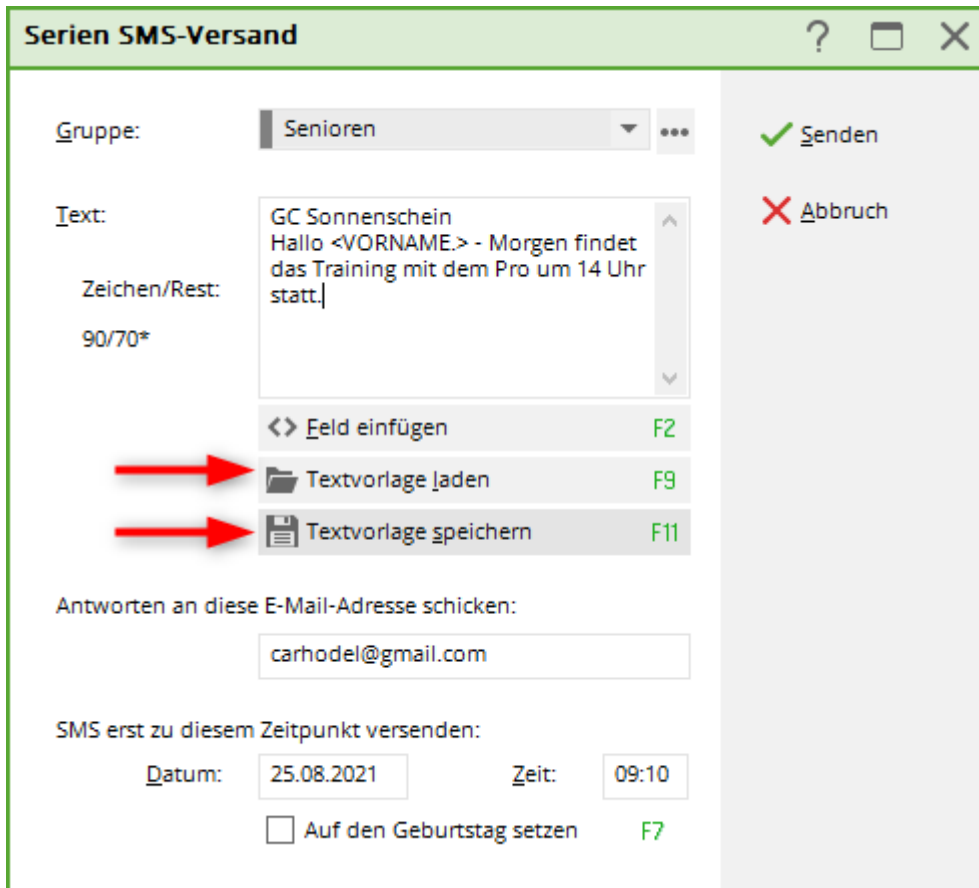 Serien SMS-Versand
Gruppe: Senioren
Senden
Text:
GC Sonnenschein
Hallo <VORNAME.> - Morgen findet
das Training mit dem Pro um 14 Uhr
statt.
Abbruch
Zeichen/Rest:
90/70*
Feld einfügen F2
Textvorlage laden F9
Textvorlage speichern F11
Antworten an diese E-Mail-Adresse schicken:
carhodel@gmail.com
SMS erst zu diesem Zeitpunkt versenden:
Datum: 25.08.2021 Zeit: 09:10
Auf den Geburtstag setzen F7